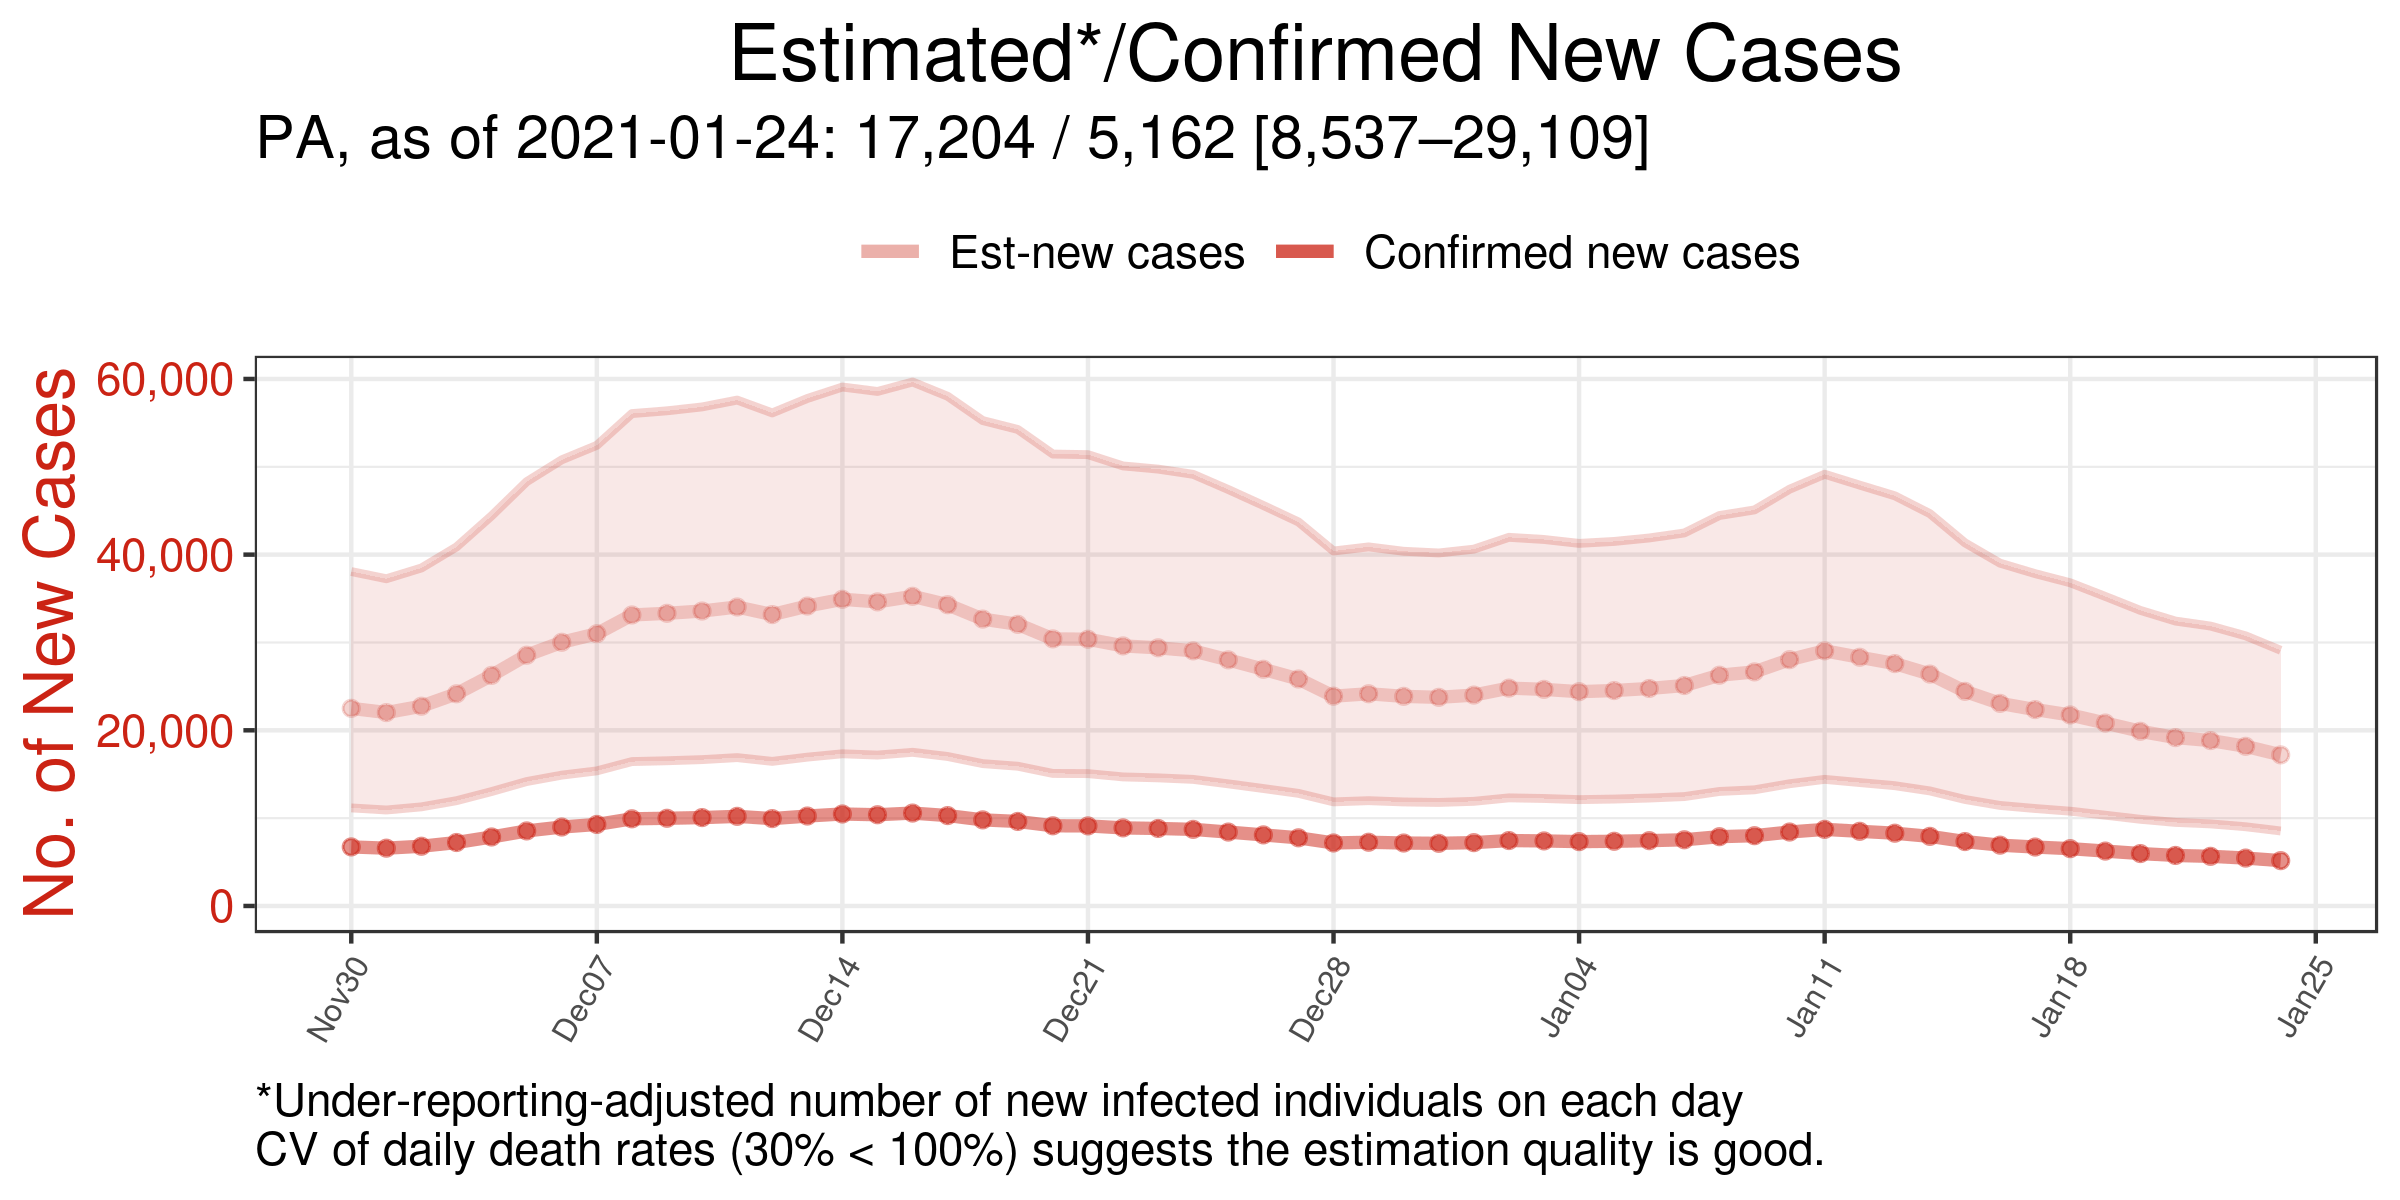 Estimated*/Confirmed New Cases
PA, as of 2021-01-24: 17,204 / 5,162 [8,537–29,109]
Est-new cases
Confirmed new cases
No. of New Cases
60,000
40,000
20,000
0
Nov30
Dec07
Dec14
Dec21
Dec28
Jan04
Jan11
Jan18
Jan25
*Under-reporting-adjusted number of new infected individuals on each day
CV of daily death rates (30% < 100%) suggests the estimation quality is good.